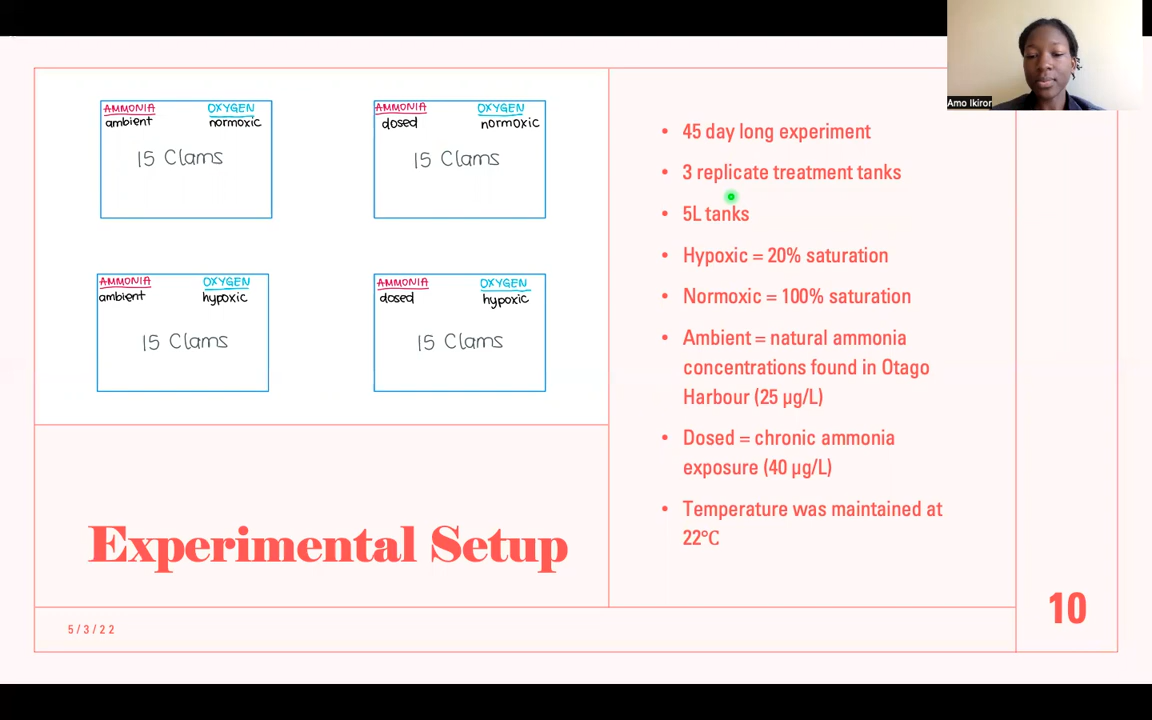 AMMONIA OXYGEN
ambient normoxic
15 Clams
AMMONIA OXYGEN
dosed normoxic
15 Clams
AMMONIA OXYGEN
ambient hypoxic
15 Clams
AMMONIA OXYGEN
dosed hypoxic
15 Clams
Experimental Setup
5/3/22
Amo Ikiror
• 45 day long experiment
• 3 replicate treatment tanks
• 5L tanks
• Hypoxic = 20% saturation
• Normoxic = 100% saturation
• Ambient = natural ammonia
concentrations found in Otago
Harbour (25 µg/L)
• Dosed = chronic ammonia
exposure (40 µg/L)
• Temperature was maintained at
22°C
10